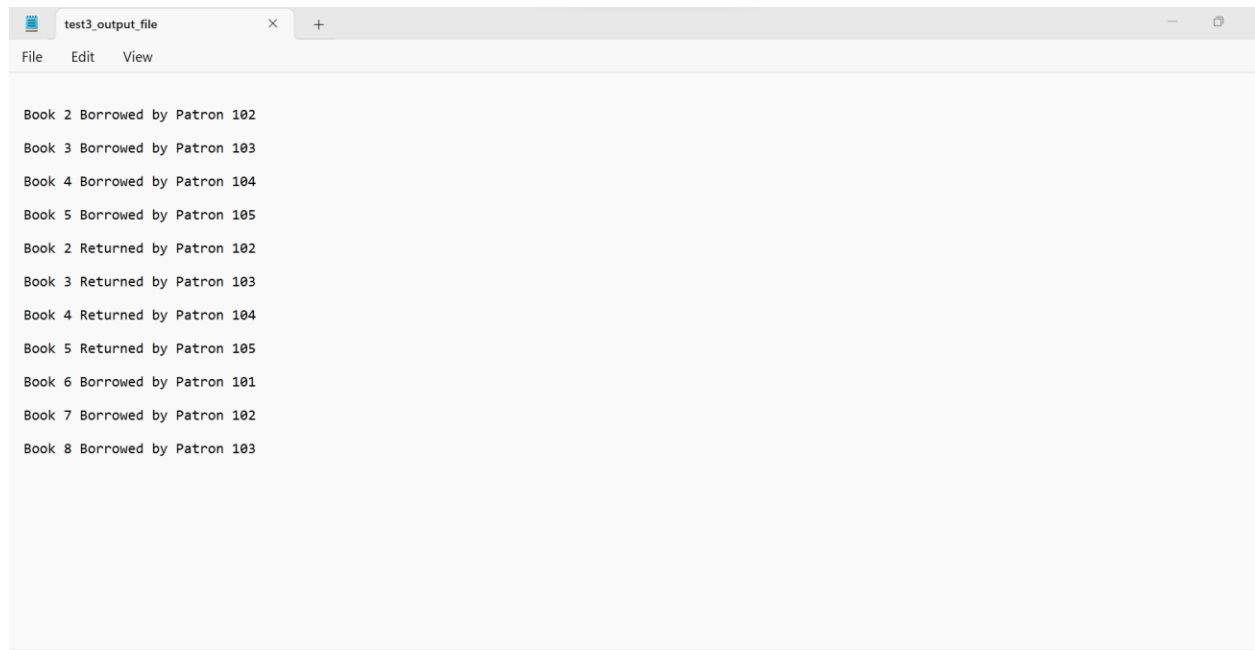 test3_output_file
File Edit View
Book 2 Borrowed by Patron 102
Book 3 Borrowed by Patron 103
Book 4 Borrowed by Patron 104
Book 5 Borrowed by Patron 105
Book 2 Returned by Patron 102
Book 3 Returned by Patron 103
Book 4 Returned by Patron 104
Book 5 Returned by Patron 105
Book 6 Borrowed by Patron 101
Book 7 Borrowed by Patron 102
Book 8 Borrowed by Patron 103